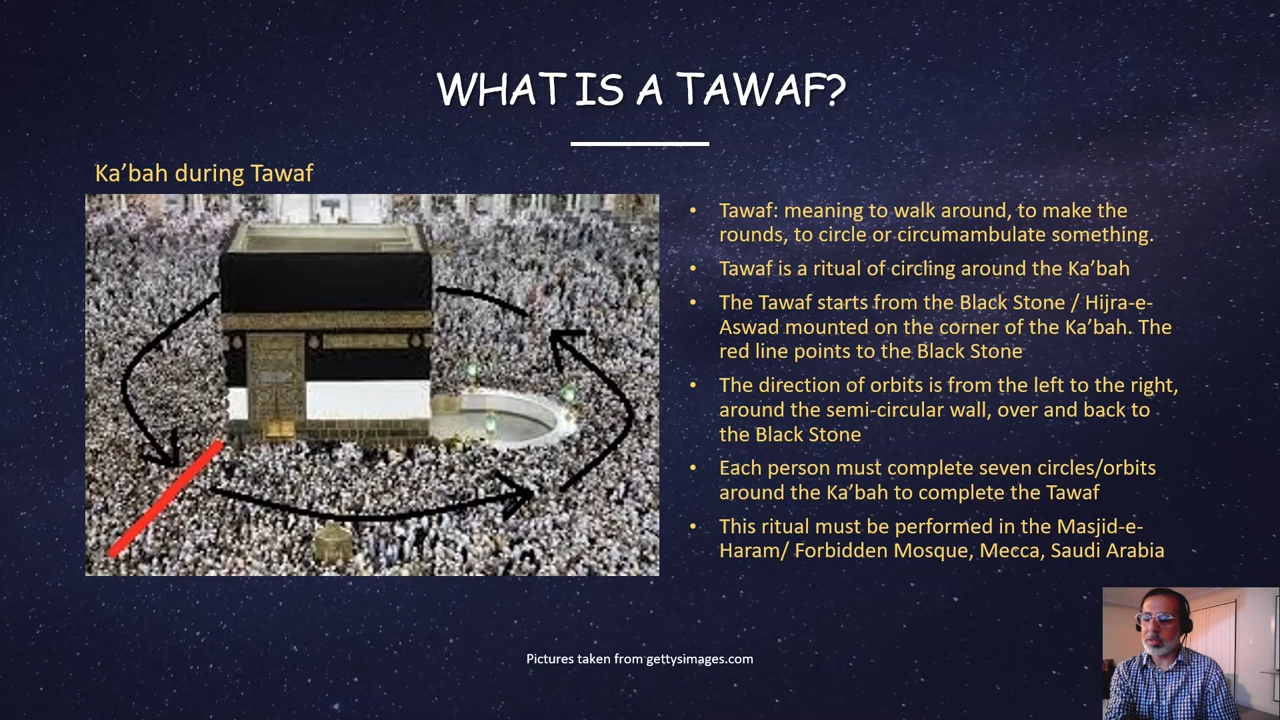 WHAT IS A TAWAF?
Ka’bah during Tawaf
• Tawaf: meaning to walk around, to make the
rounds, to circle or circumambulate something.
• Tawaf is a ritual of circling around the Ka’bah
• The Tawaf starts from the Black Stone / Hijra-e-
Aswad mounted on the corner of the Ka’bah. The
red line points to the Black Stone
• The direction of orbits is from the left to the right,
around the semi-circular wall, over and back to
the Black Stone
• Each person must complete seven circles/orbits
around the Ka’bah to complete the Tawaf
• This ritual must be performed in the Masjid-e-
Haram/ Forbidden Mosque, Mecca, Saudi Arabia
Pictures taken from gettysimages.com